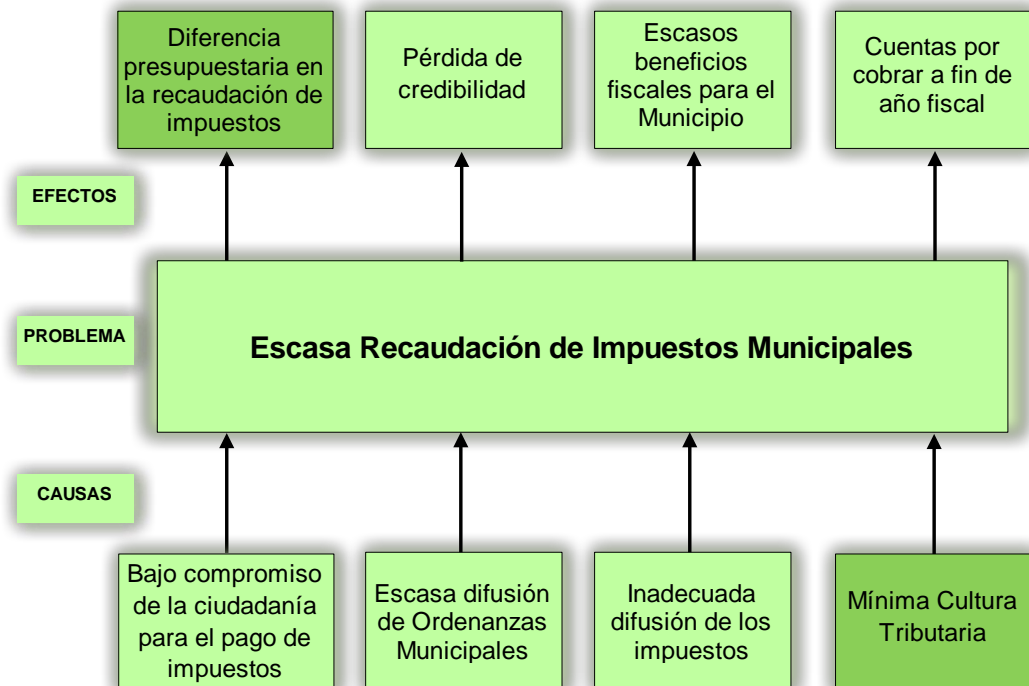 Diferencia
presupuestaria en
la recaudación de
impuestos
Pérdida de
credibilidad
Escasos
beneficios
fiscales para el
Municipio
Cuentas por
cobrar a fin de
año fiscal
EFECTOS
PROBLEMA
Escasa Recaudación de Impuestos Municipales
CAUSAS
Bajo compromiso
de la ciudadanía
para el pago de
impuestos
Escasa difusión
de Ordenanzas
Municipales
Inadecuada
difusión de los
impuestos
Mínima Cultura
Tributaria